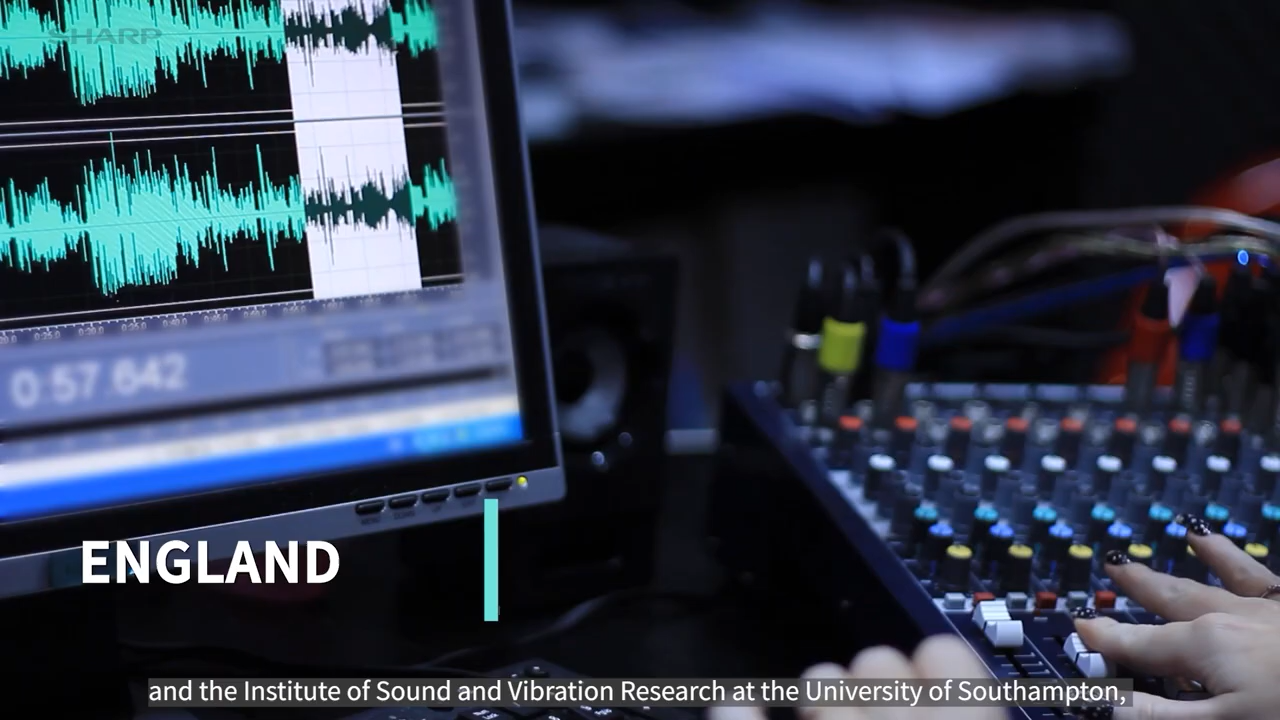 SHARP
0:57.642
ENGLAND
and the Institute of Sound and Vibration Research at the University of Southampton,